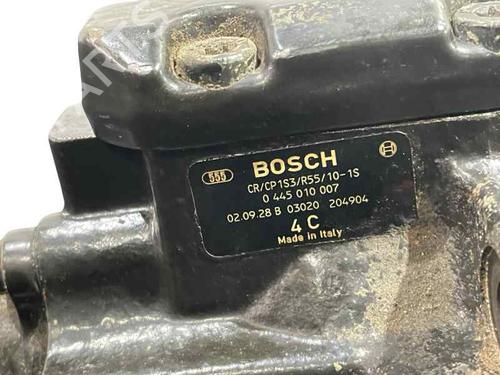 555 BOSCH
CR/CP1S3/R55/10-1S
0 445 010 007
02.09.28 B 03020 204904
4 C
Made in Italy
PARTS